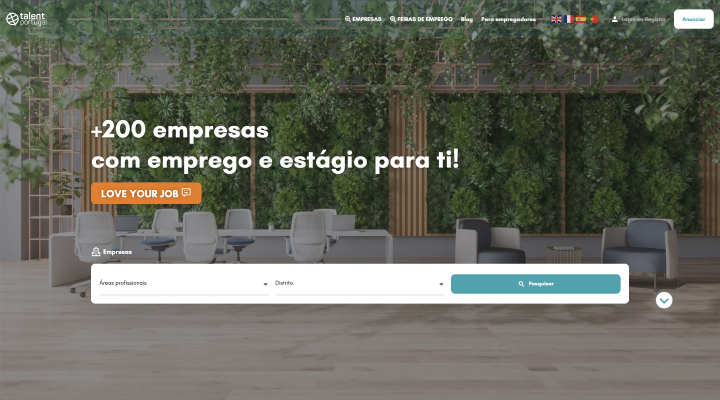 talent
portugal
EMPRESAS
FEIRAS DE EMPREGO
Blog
Para empregadores
Login ou Registar
Anunciar
+200 empresas
com emprego e estágio para ti!
LOVE YOUR JOB
Empresas
Áreas profissionais
Distrito
Pesquisar